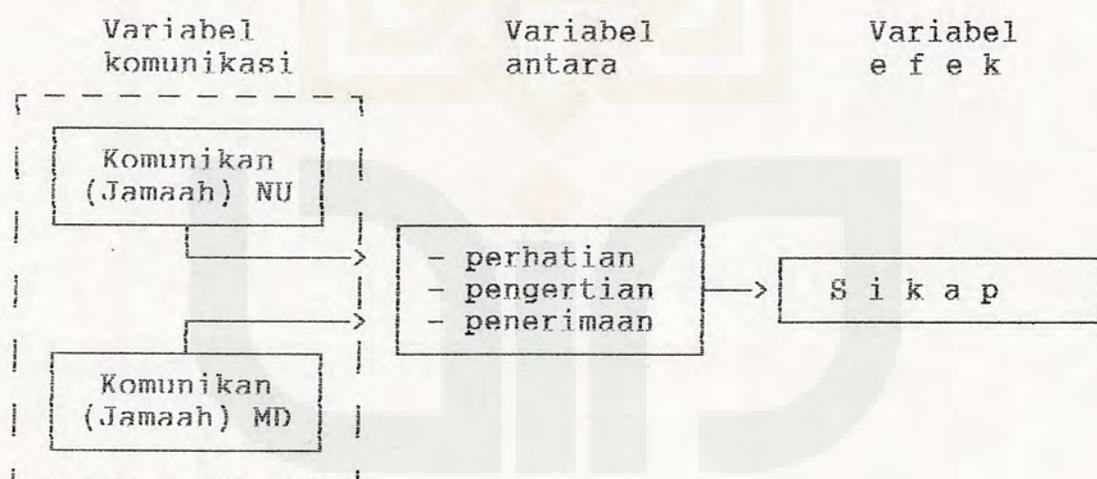 Variabel
komunikasi
Variabel
antara
Variabel
e f e k
Komunikan
(Jamaah) NU
- perhatian
- pengertian
- penerimaan
S i k a p
Komunikan
(Jamaah) MD